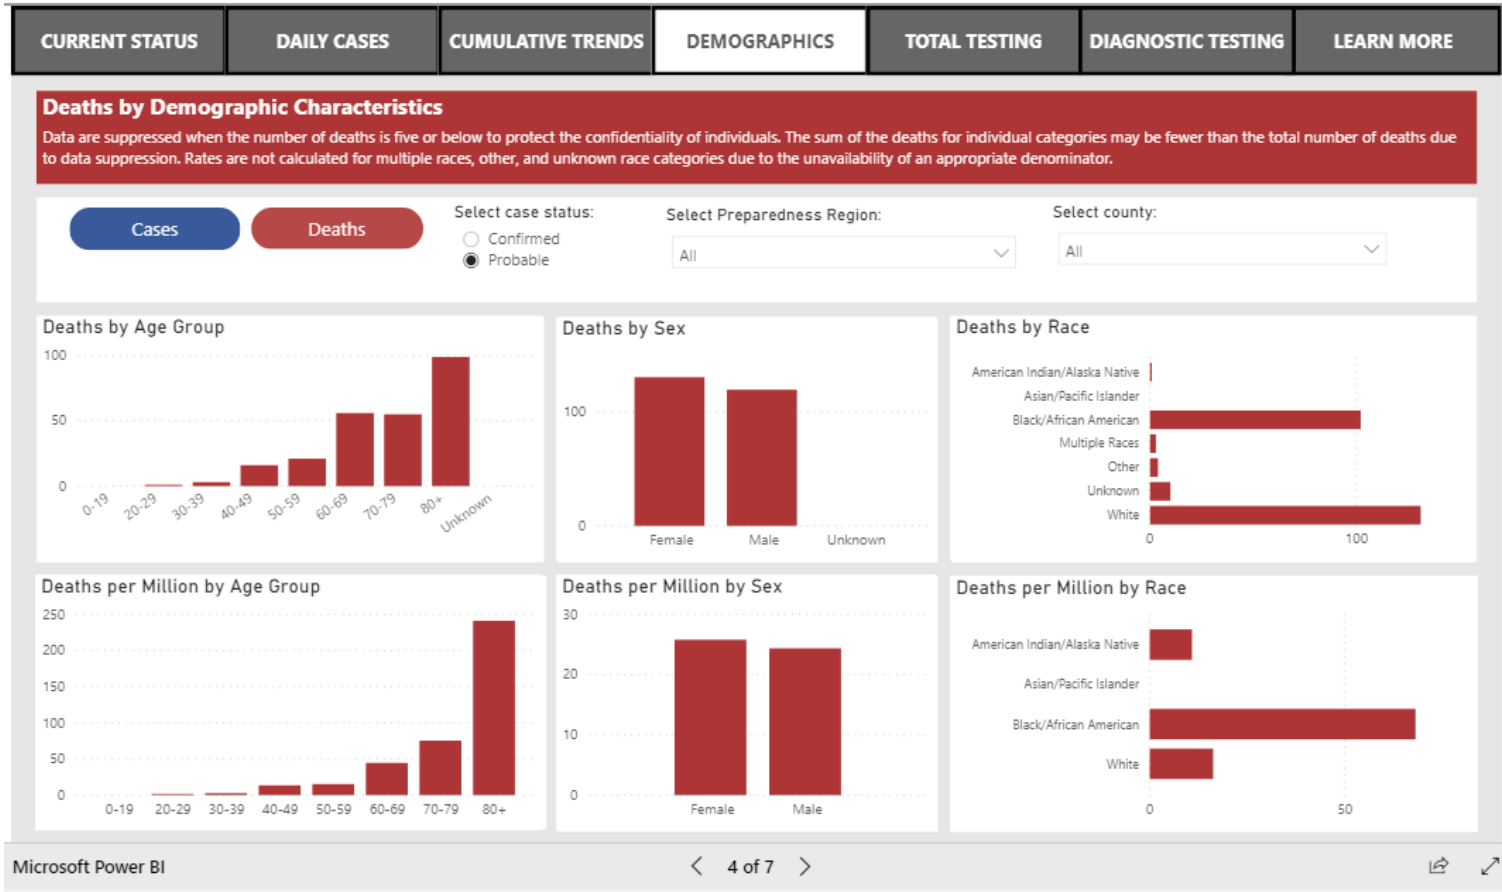 CURRENT STATUS
DAILY CASES
CUMULATIVE TRENDS
DEMOGRAPHICS
TOTAL TESTING
DIAGNOSTIC TESTING
LEARN MORE
Deaths by Demographic Characteristics
Data are suppressed when the number of deaths is five or below to protect the confidentiality of individuals. The sum of the deaths for individual categories may be fewer than the total number of deaths due
to data suppression. Rates are not calculated for multiple races, other, and unknown race categories due to the unavailability of an appropriate denominator.
Cases
Deaths
Select case status:
Confirmed
Probable
Select Preparedness Region:
All
Select county:
All
Deaths by Age Group
100
50
0
0-19
20-29
30-39
40-49
50-59
60-69
70-79
80+
Unknown
Deaths by Sex
100
0
Female
Male
Unknown
Deaths by Race
American Indian/Alaska Native
Asian/Pacific Islander
Black/African American
Multiple Races
Other
Unknown
White
0
100
Deaths per Million by Age Group
250
200
150
100
50
0
0-19
20-29
30-39
40-49
50-59
60-69
70-79
80+
Deaths per Million by Sex
30
20
10
0
Female
Male
Deaths per Million by Race
American Indian/Alaska Native
Asian/Pacific Islander
Black/African American
White
0
50
Microsoft Power BI
4 of 7